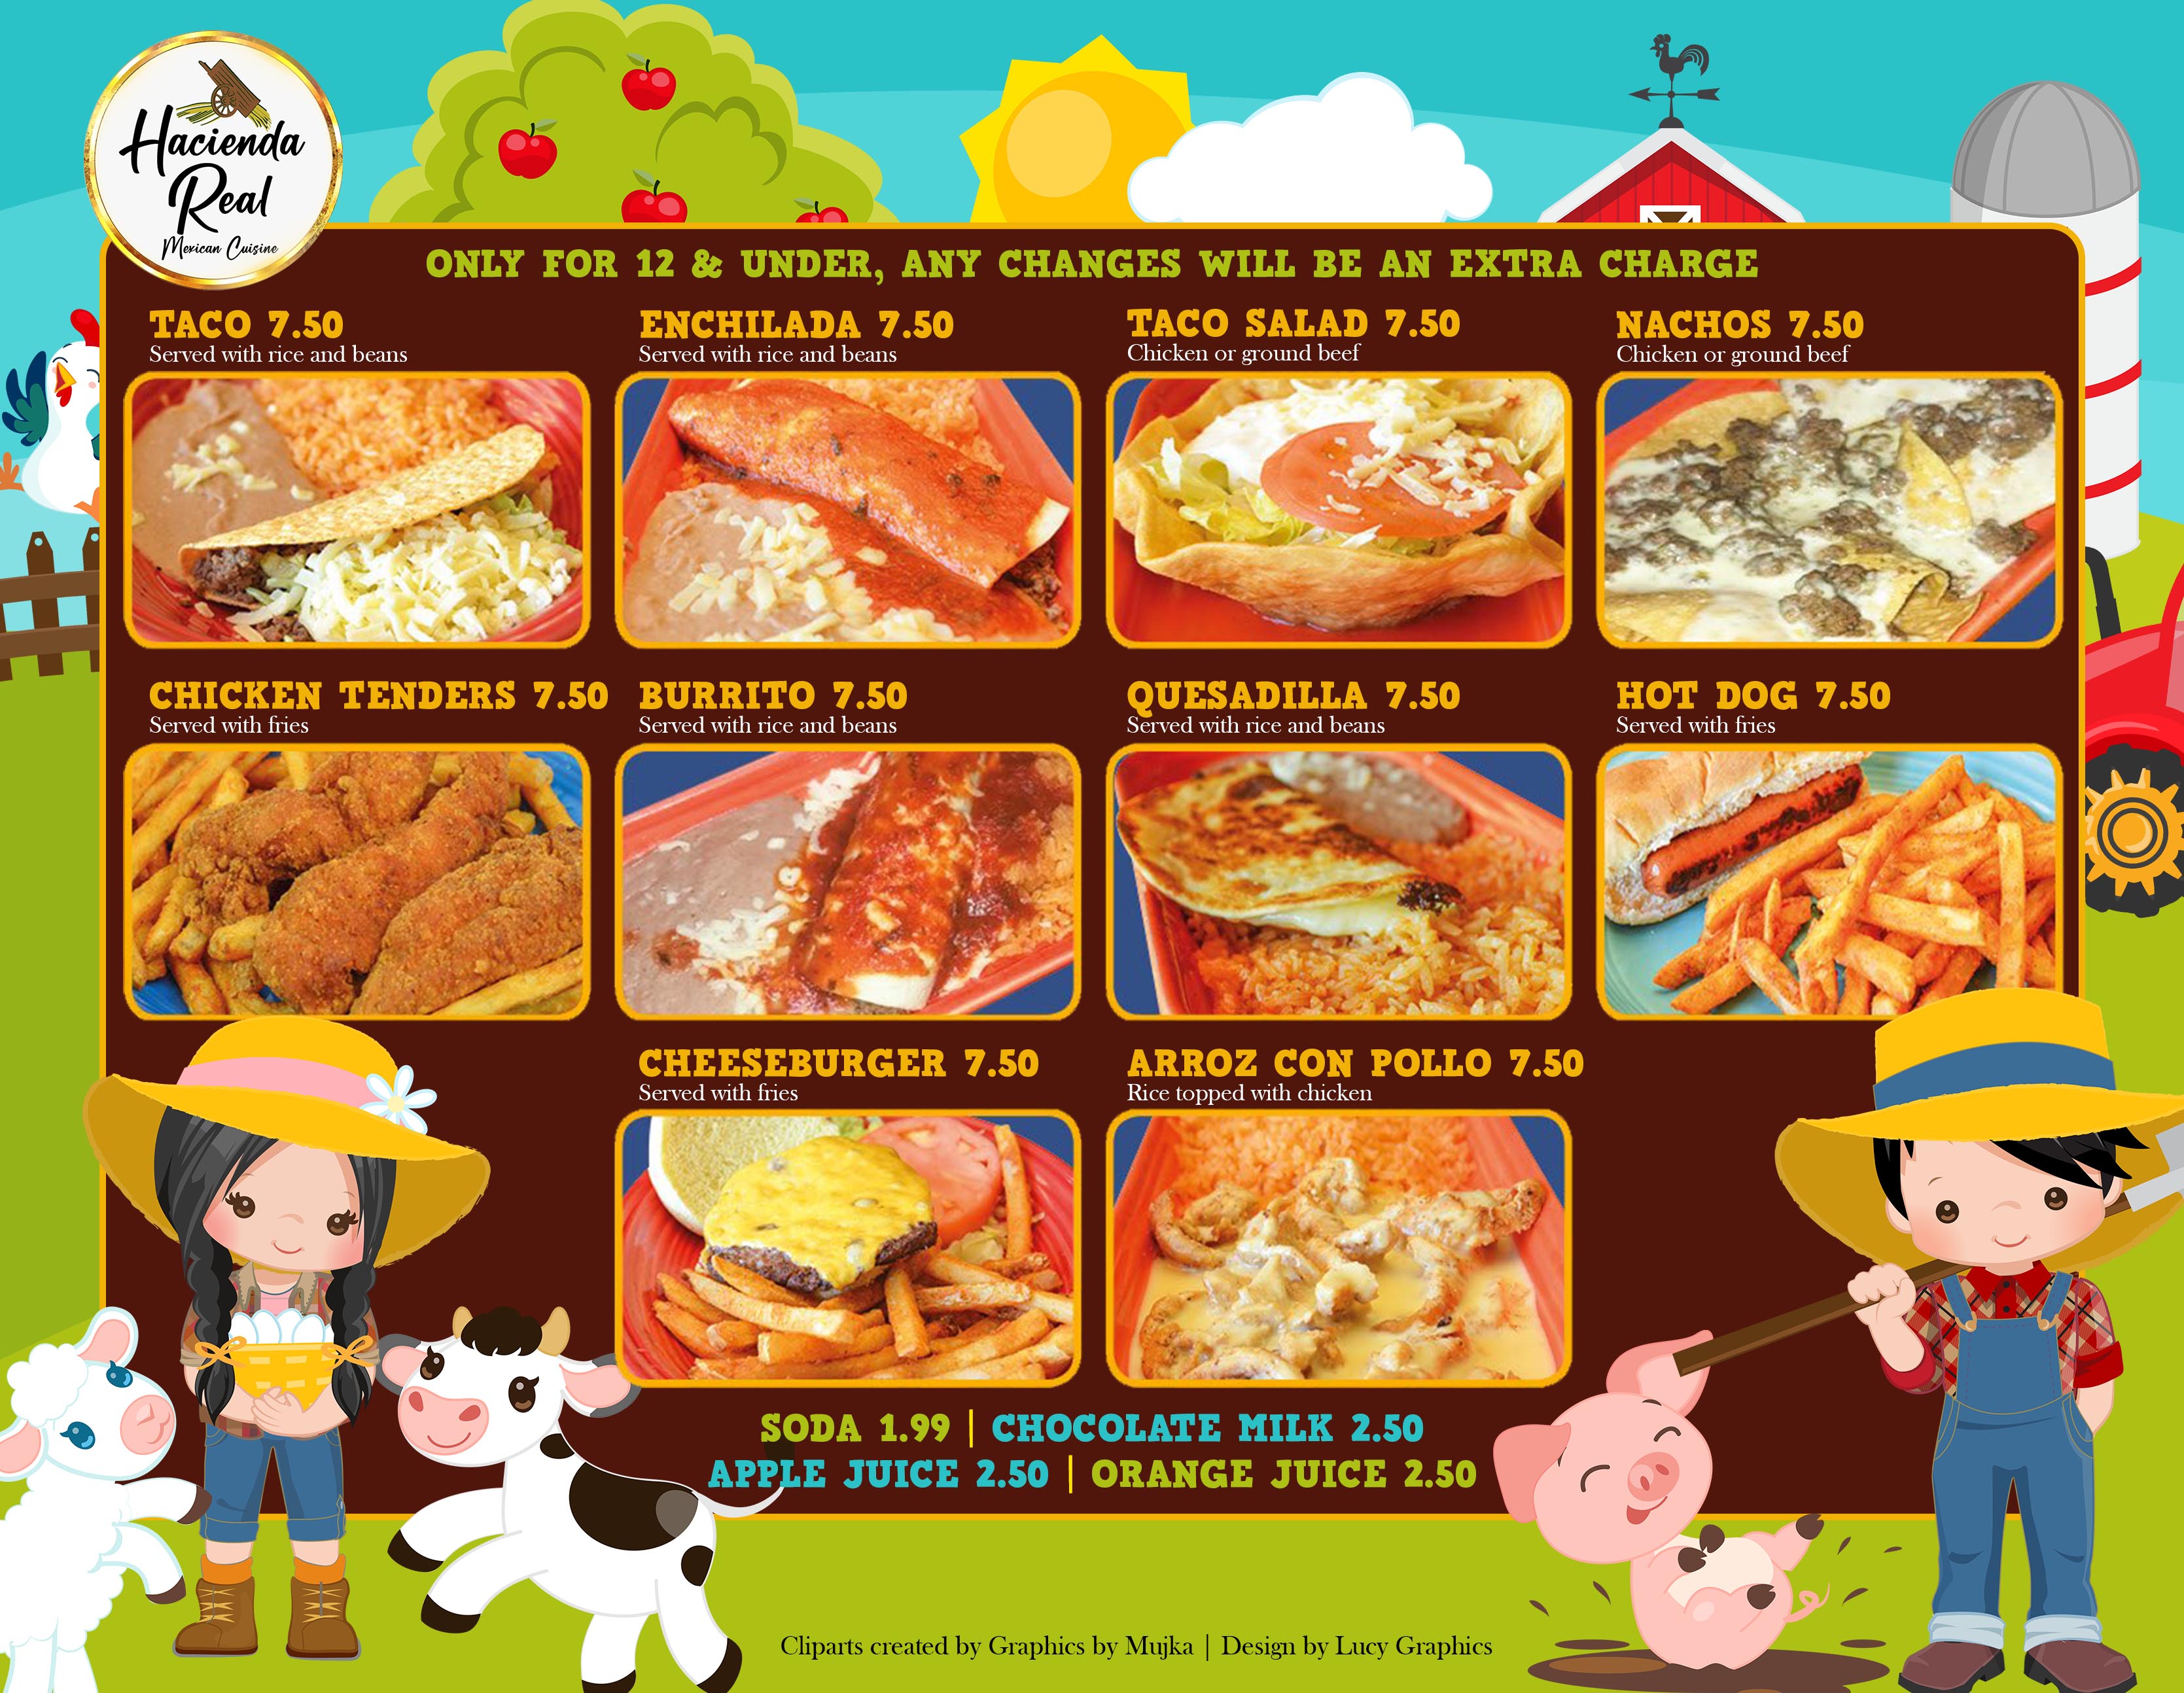 Hacienda
Real
Mexican Cuisine
ONLY FOR 12 & UNDER, ANY CHANGES WILL BE AN EXTRA CHARGE
TACO 7.50
Served with rice and beans
ENCHILADA 7.50
Served with rice and beans
TACO SALAD 7.50
Chicken or ground beef
NACHOS 7.50
Chicken or ground beef
CHICKEN TENDERS 7.50
Served with fries
BURRITO 7.50
Served with rice and beans
QUESADILLA 7.50
Served with rice and beans
HOT DOG 7.50
Served with fries
CHEESEBURGER 7.50
Served with fries
ARROZ CON POLLO 7.50
Rice topped with chicken
SODA 1.99 | CHOCOLATE MILK 2.50
APPLE JUICE 2.50 | ORANGE JUICE 2.50
Cliparts created by Graphics by Mujka | Design by Lucy Graphics